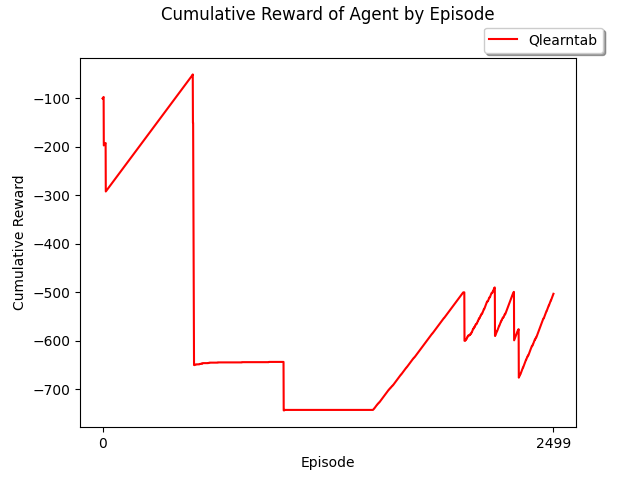 Cumulative Reward of Agent by Episode
Qlearntab
−100
−200
−300
−400
−500
−600
−700
Cumulative Reward
0
2499
Episode